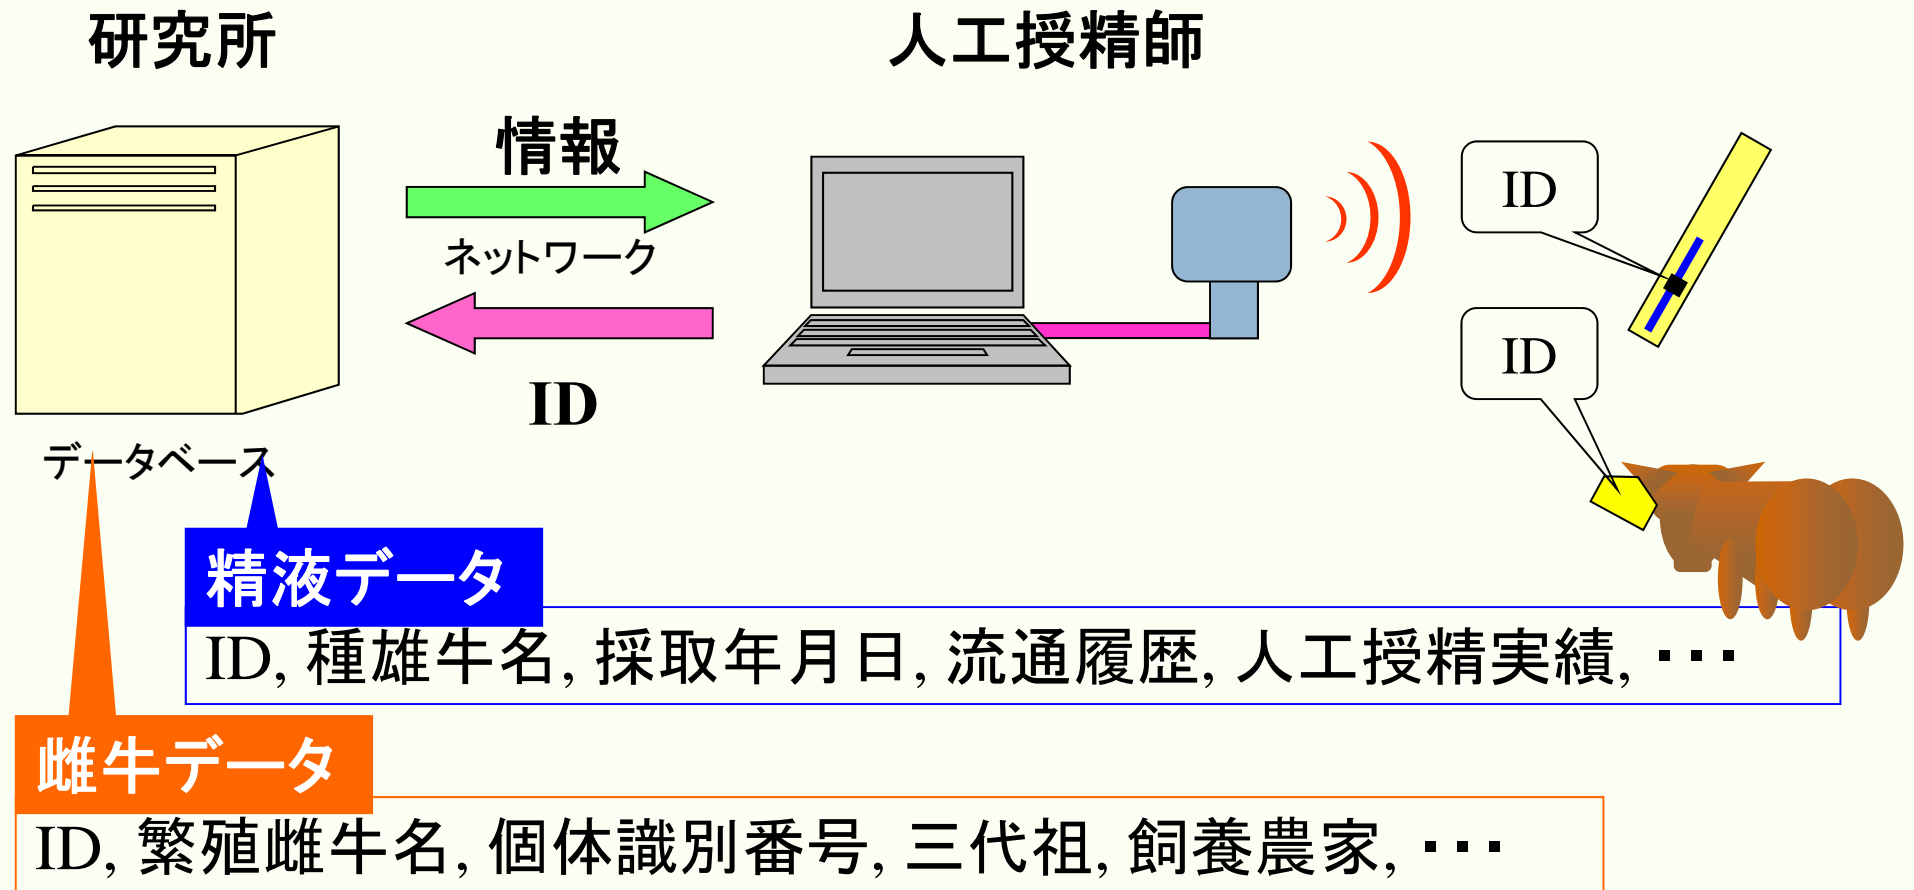 研究所
人工授精師
情報
ネットワーク
ID
ID
ID
データベース
精液データ
ID, 種雄牛名, 採取年月日, 流通履歴, 人工授精実績, ・・・
雌牛データ
ID, 繁殖雌牛名, 個体識別番号, 三代祖, 飼養農家, ・・・